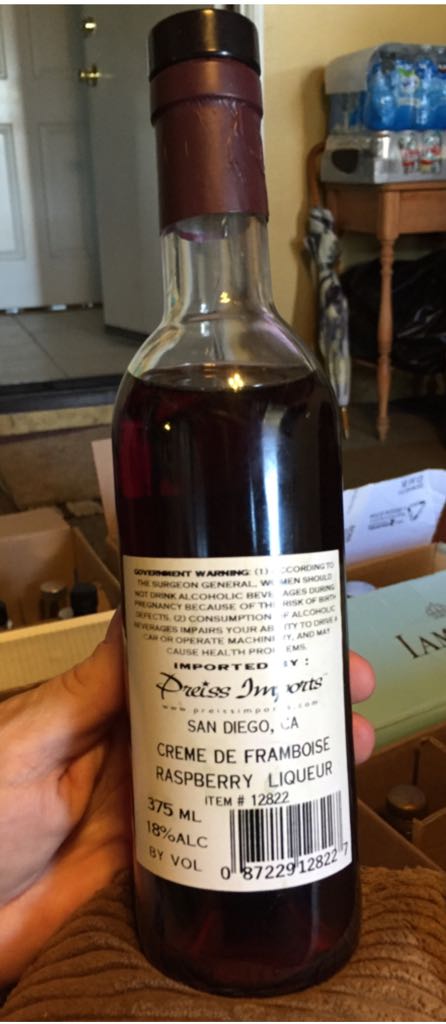 GOVERNMENT WARNING: (1) ACCORDING TO
THE SURGEON GENERAL, WOMEN SHOULD
NOT DRINK ALCOHOLIC BEVERAGES DURING
PREGNANCY BECAUSE OF THE RISK OF BIRTH
DEFECTS. (2) CONSUMPTION OF ALCOHOLIC
BEVERAGES IMPAIRS YOUR ABILITY TO DRIVE A
CAR OR OPERATE MACHINERY, AND MAY
CAUSE HEALTH PROBLEMS.
IMPORTED BY:
Preiss Imports
www.preissimports.com
SAN DIEGO, CA
CREME DE FRAMBOISE
RASPBERRY LIQUEUR
ITEM # 12822
375 ML
18%ALC
BY VOL
0 87229 12822 7